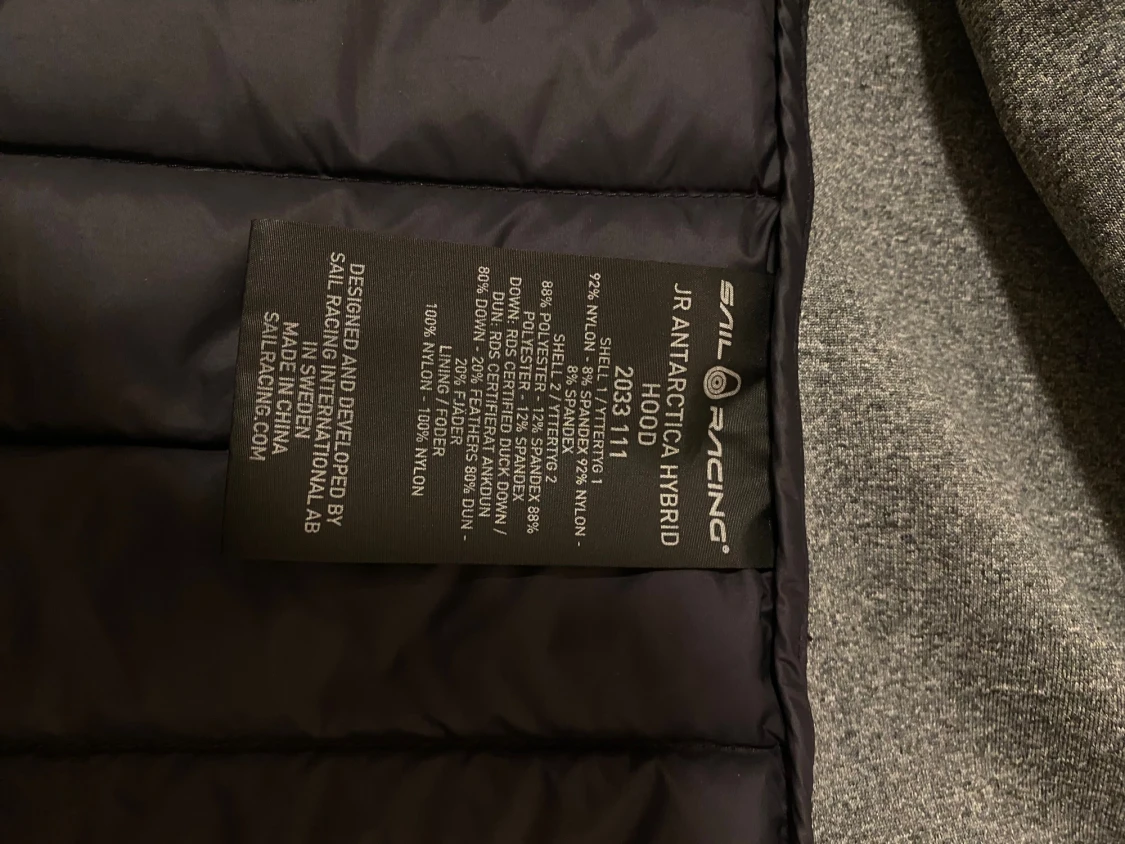 SAIL RACING®
JR ANTARCTICA HYBRID
HOOD
2033 111
SHELL 1 / YTTERTYG 1
92% NYLON - 8% SPANDEX 92% NYLON -
8% SPANDEX
SHELL 2 / YTTERTYG 2
88% POLYESTER - 12% SPANDEX 88%
POLYESTER - 12% SPANDEX
DOWN: RDS CERTIFIED DUCK DOWN /
DUN: RDS CERTIFIERAT ANKDUN
80% DOWN - 20% FEATHERS 80% DUN -
20% FJÄDER
LINING / FODER
100% NYLON - 100% NYLON
DESIGNED AND DEVELOPED BY
SAIL RACING INTERNATIONAL AB
IN SWEDEN
MADE IN CHINA
SAILRACING.COM